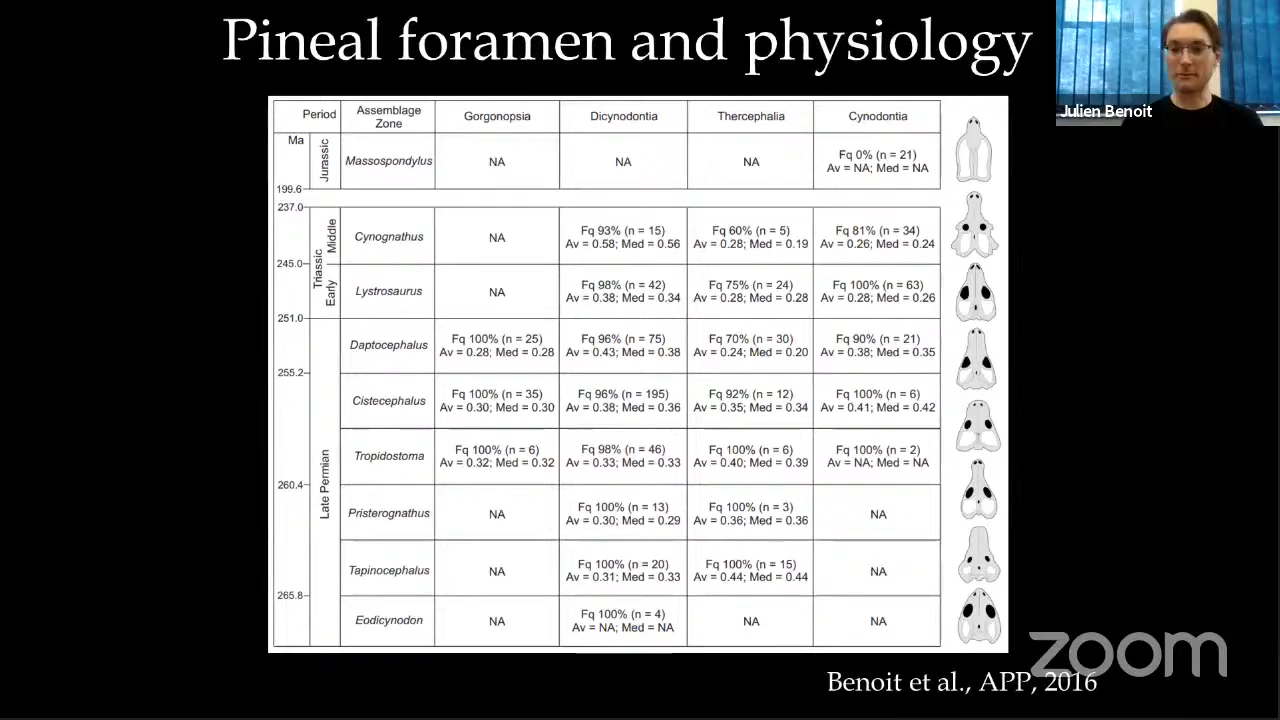 Pineal foramen and physiology
Julien Benoit
Period Assemblage Zone Gorgonopsia Dicynodontia Thercephalia Cynodontia
Ma
Jurassic
Massospondylus NA NA NA Fq 0% (n = 21)
Av = NA; Med = NA
199.6
237.0
Triassic
Middle
Cynognathus NA Fq 93% (n = 15) Fq 60% (n = 5) Fq 81% (n = 34)
Av = 0.58; Med = 0.56 Av = 0.28; Med = 0.19 Av = 0.26; Med = 0.24
245.0
Early
Lystrosaurus NA Fq 98% (n = 42) Fq 75% (n = 24) Fq 100% (n = 63)
Av = 0.38; Med = 0.34 Av = 0.28; Med = 0.28 Av = 0.28; Med = 0.26
251.0
Late Permian
Daptocephalus Fq 100% (n = 25) Fq 96% (n = 75) Fq 70% (n = 30) Fq 90% (n = 21)
Av = 0.28; Med = 0.28 Av = 0.43; Med = 0.38 Av = 0.24; Med = 0.20 Av = 0.38; Med = 0.35
255.2
Cistecephalus Fq 100% (n = 35) Fq 96% (n = 195) Fq 92% (n = 12) Fq 100% (n = 6)
Av = 0.30; Med = 0.30 Av = 0.38; Med = 0.36 Av = 0.35; Med = 0.34 Av = 0.41; Med = 0.42
Tropidostoma Fq 100% (n = 6) Fq 98% (n = 46) Fq 100% (n = 6) Fq 100% (n = 2)
Av = 0.32; Med = 0.32 Av = 0.33; Med = 0.33 Av = 0.40; Med = 0.39 Av = NA; Med = NA
260.4
Pristerognathus NA Fq 100% (n = 13) Fq 100% (n = 3) NA
Av = 0.30; Med = 0.29 Av = 0.36; Med = 0.36
Tapinocephalus NA Fq 100% (n = 20) Fq 100% (n = 15) NA
Av = 0.31; Med = 0.33 Av = 0.44; Med = 0.44
265.8
Eodicynodon NA Fq 100% (n = 4) NA NA
Av = NA; Med = NA
zoom
Benoit et al., APP, 2016